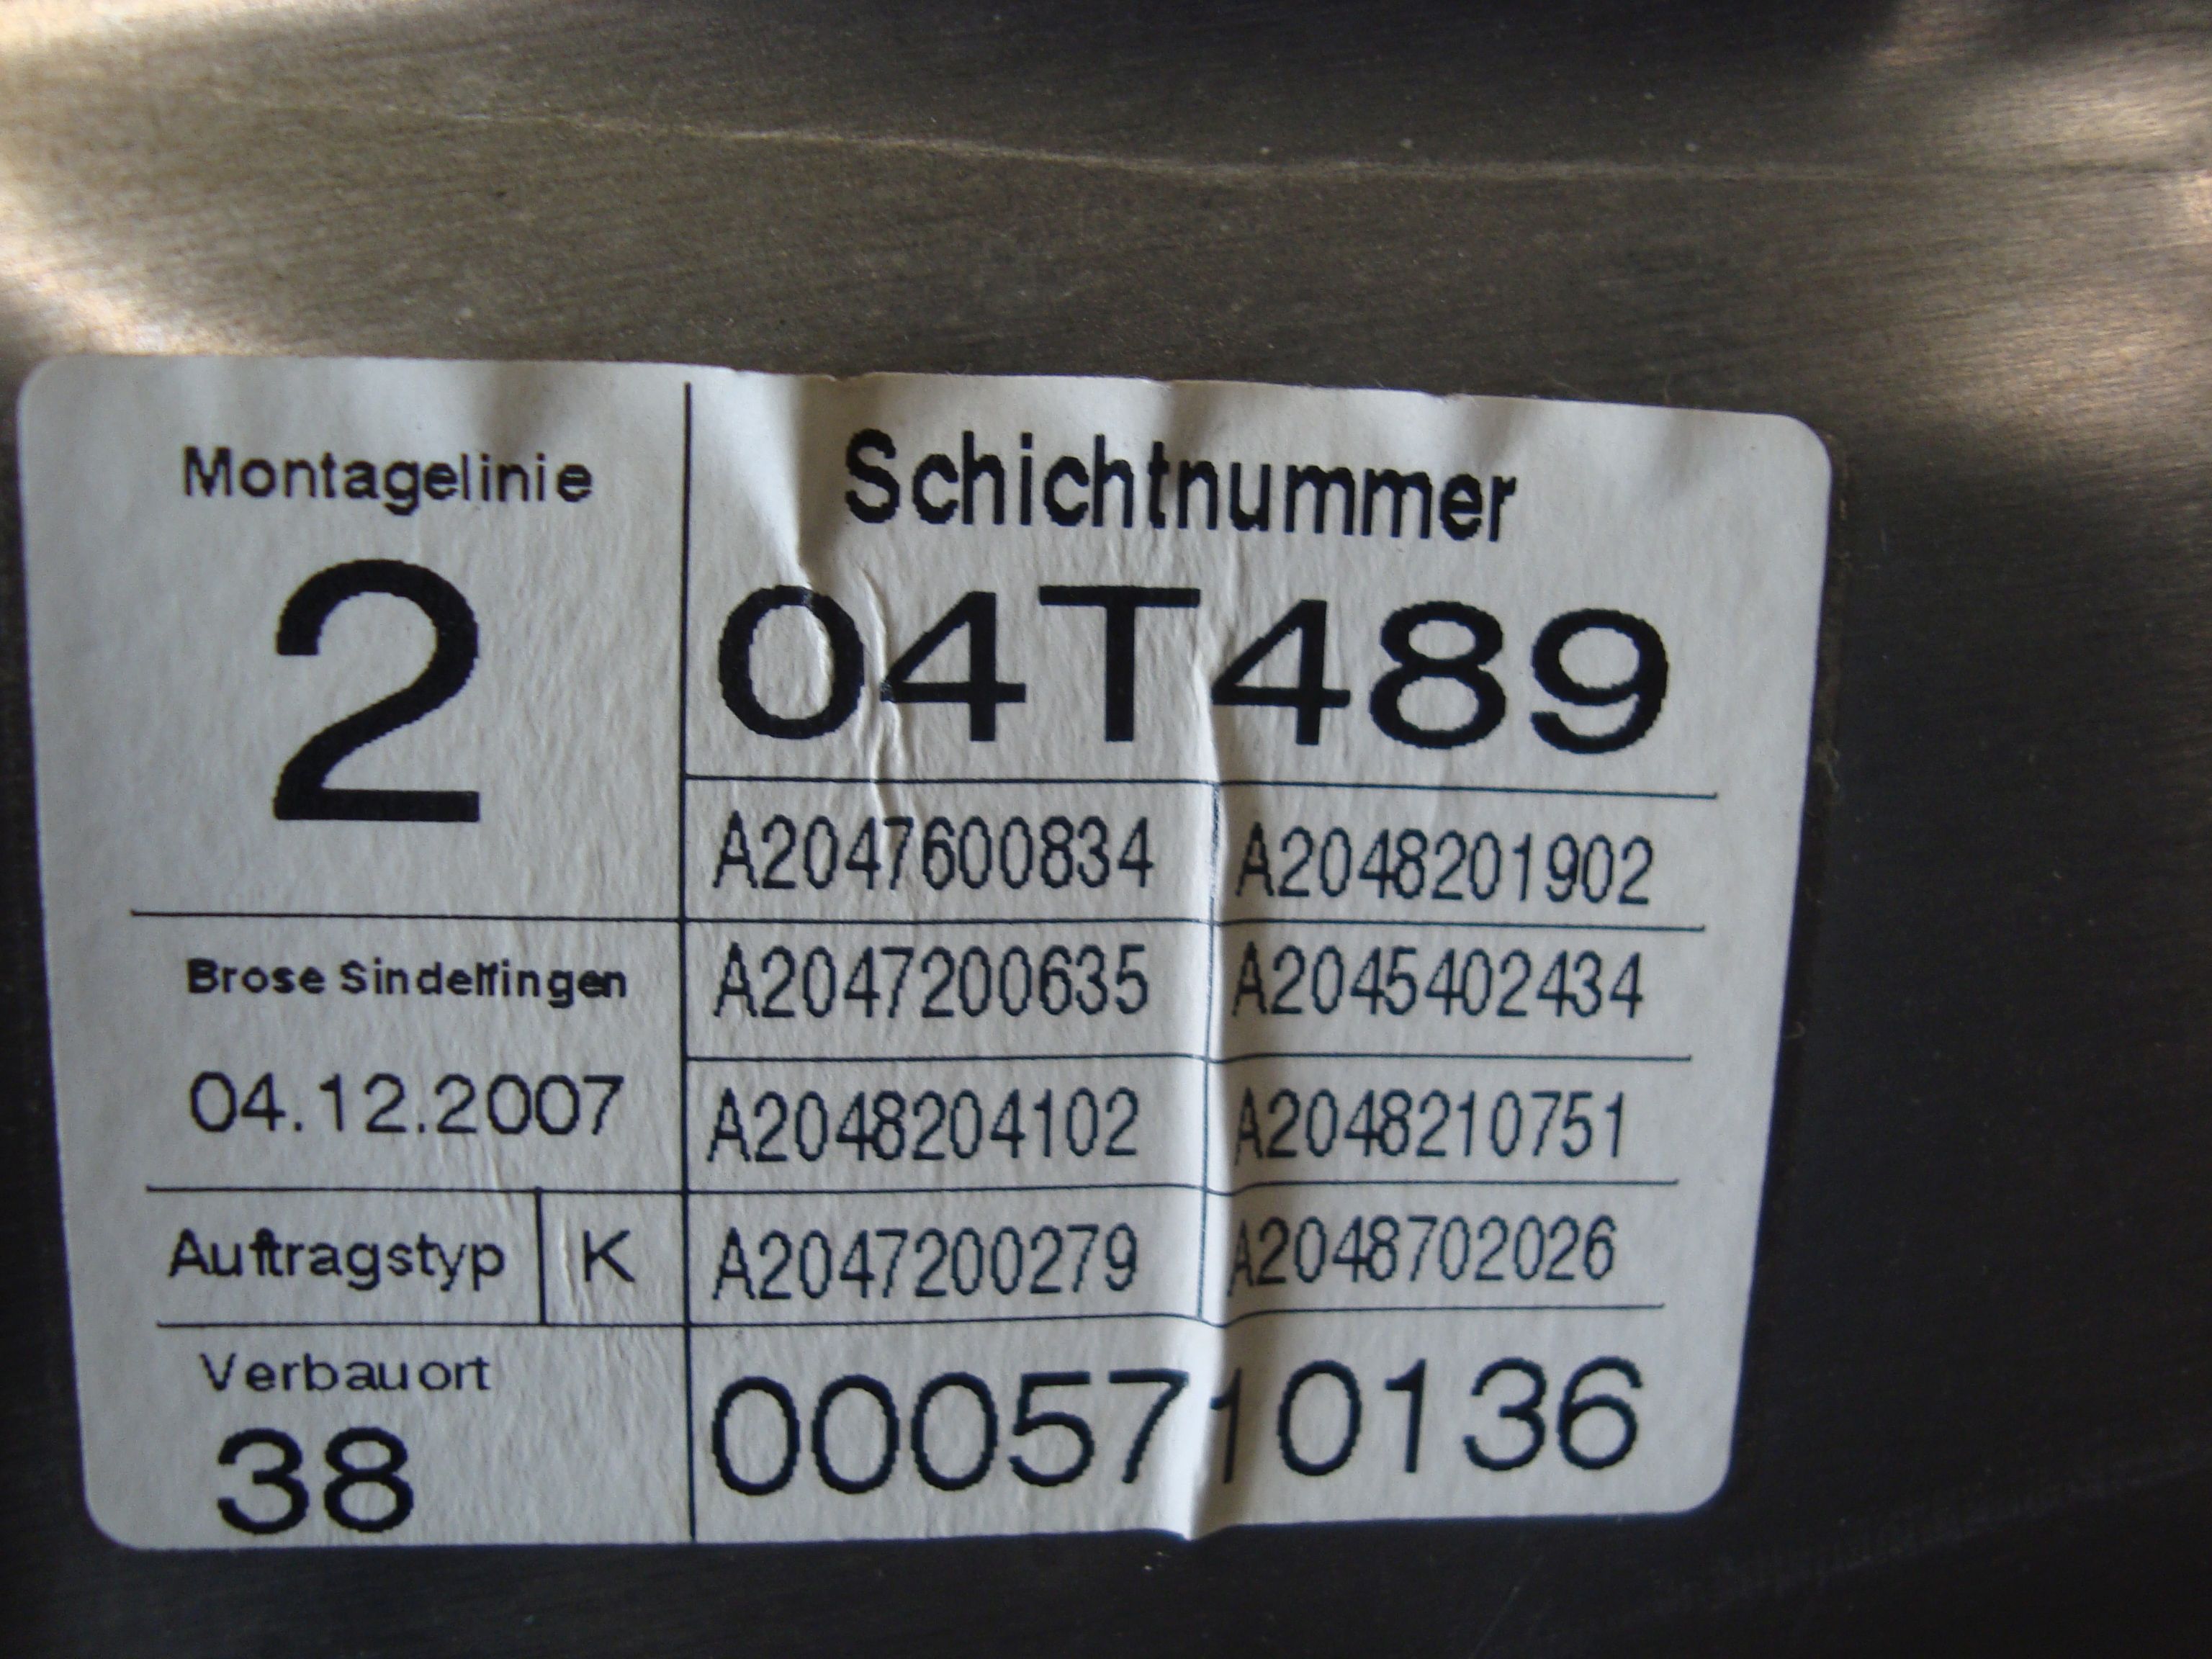 Montagelinie
2
Schichtnummer
04T489
A2047600834 A2048201902
A2047200635 A2045402434
A2048204102 A2048210751
A2047200279 A2048702026
0005710136
Brose Sindelfingen
04.12.2007
Auftragstyp K
Verbauort
38